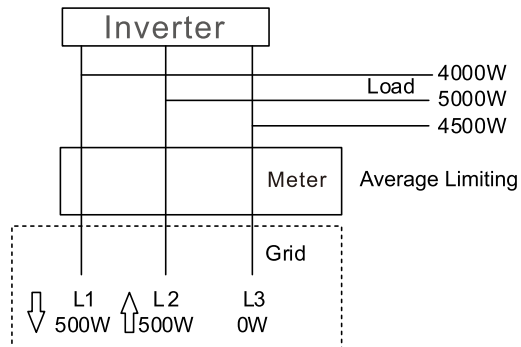 Inverter
4000W
Load
5000W
4500W
Meter
Average Limiting
Grid
L1 L2 L3
500W 500W 0W